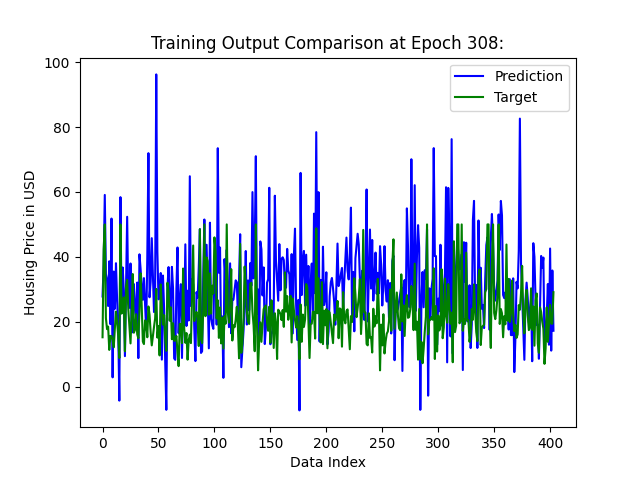 Training Output Comparison at Epoch 308:
100
80
60
40
20
0
Housing Price in USD
Prediction
Target
0 50 100 150 200 250 300 350 400
Data Index